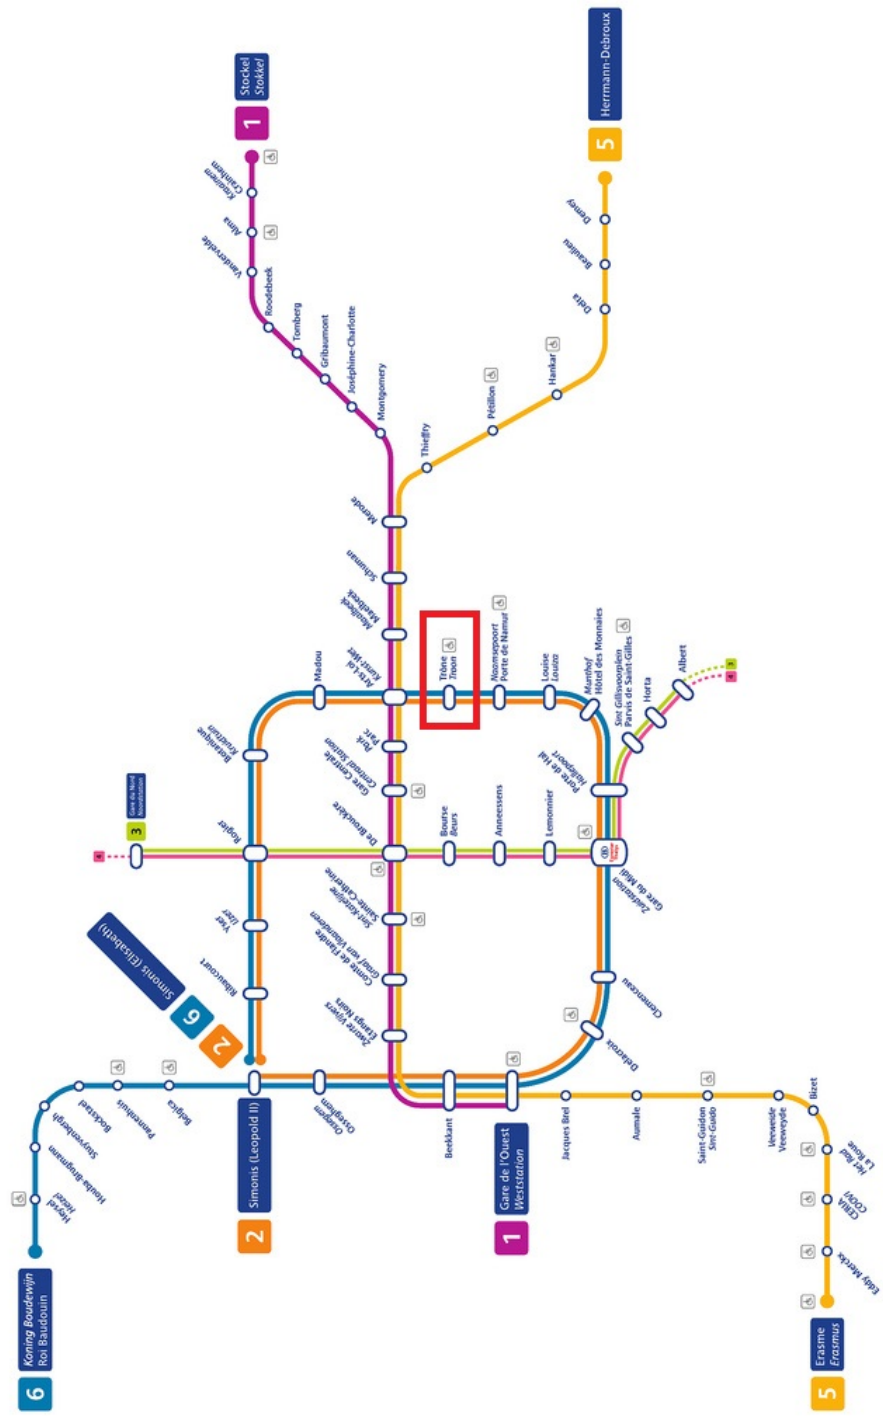 6
Koning Boudewijn
Roi Baudouin
Heysel
Heizel
Houba-Brugmann
Stuyvenbergh
Bockstael
Pannenhuis
Belgica
2
Simonis (Leopold II)
6
2
Simonis (Elisabeth)
Ribaucourt
Yser
IJzer
Rogier
4
3
Gare du Nord
Noordstation
Botanique
Kruidtuin
Madou
1
Stockel
Stokkel
Kraainem
Crainhem
Alma
Vandervelde
Roodebeek
Tomberg
Gribaumont
Joséphine-Charlotte
Montgomery
Merode
Schuman
Maalbeek
Maelbeek
Arts-Loi
Kunst-Wet
Park
Parc
Gare Centrale
Centraal Station
De Brouckère
Sint-Katelijne
Sainte-Catherine
Comte de Flandre
Graaf van Vlaanderen
Zwarte Vijvers
Étangs Noirs
Ossegem
Osseghem
Beekkant
1
Gare de l'Ouest
Weststation
5
Herrmann-Debroux
Demey
Beaulieu
Delta
Hankar
Pétillon
Thieffry
Trône
Troon
Naamsepoort
Porte de Namur
Louise
Louiza
Munthof
Hôtel des Monnaies
Porte de Hal
Hallepoort
Bourse
Beurs
Anneessens
Lemonnier
Zuidstation
Gare du Midi
Sint Gillisvoorplein
Parvis de Saint-Gilles
Horta
Albert
4
3
Clemenceau
Delacroix
Jacques Brel
Aumale
Saint-Guidon
Sint-Guido
Veeweide
Veeweyde
Bizet
Het Rad
La Roue
CERIA
COOVI
Eddy Merckx
5
Erasme
Erasmus